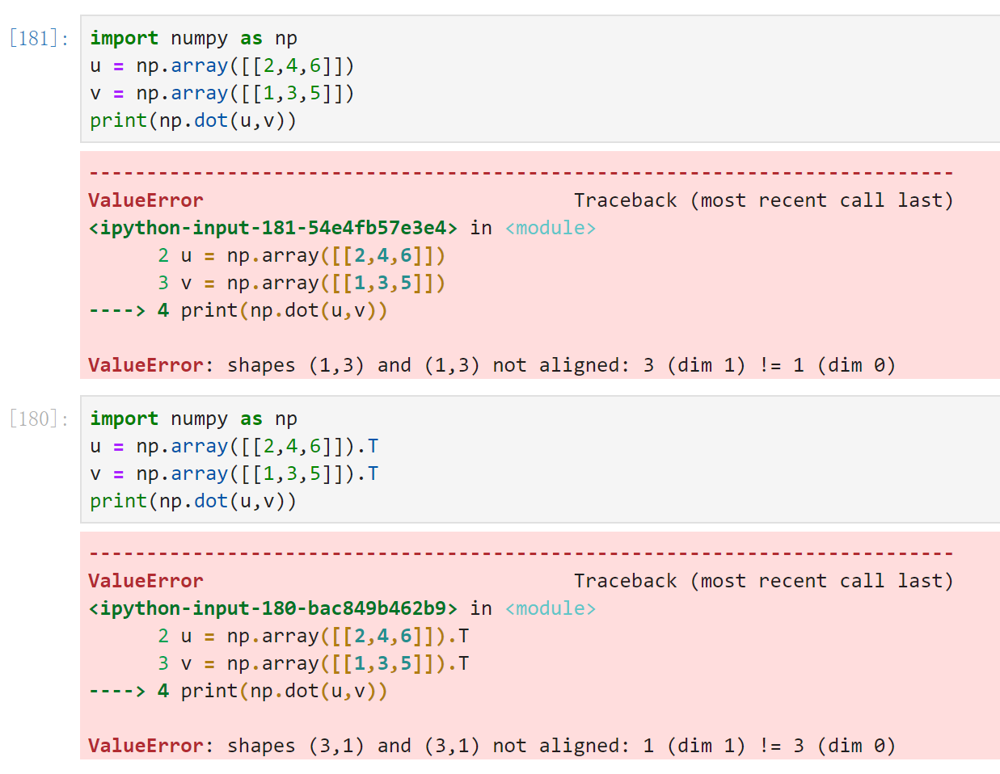 [181]:
import numpy as np
u = np.array([[2,4,6]])
v = np.array([[1,3,5]])
print(np.dot(u,v))
---------------------------------------------------------------------------
ValueError                                Traceback (most recent call last)
<ipython-input-181-54e4fb57e3e4> in <module>
      2 u = np.array([[2,4,6]])
      3 v = np.array([[1,3,5]])
----> 4 print(np.dot(u,v))
ValueError: shapes (1,3) and (1,3) not aligned: 3 (dim 1) != 1 (dim 0)
[180]:
import numpy as np
u = np.array([[2,4,6]]).T
v = np.array([[1,3,5]]).T
print(np.dot(u,v))
---------------------------------------------------------------------------
ValueError                                Traceback (most recent call last)
<ipython-input-180-bac849b462b9> in <module>
      2 u = np.array([[2,4,6]]).T
      3 v = np.array([[1,3,5]]).T
----> 4 print(np.dot(u,v))
ValueError: shapes (3,1) and (3,1) not aligned: 1 (dim 1) != 3 (dim 0)